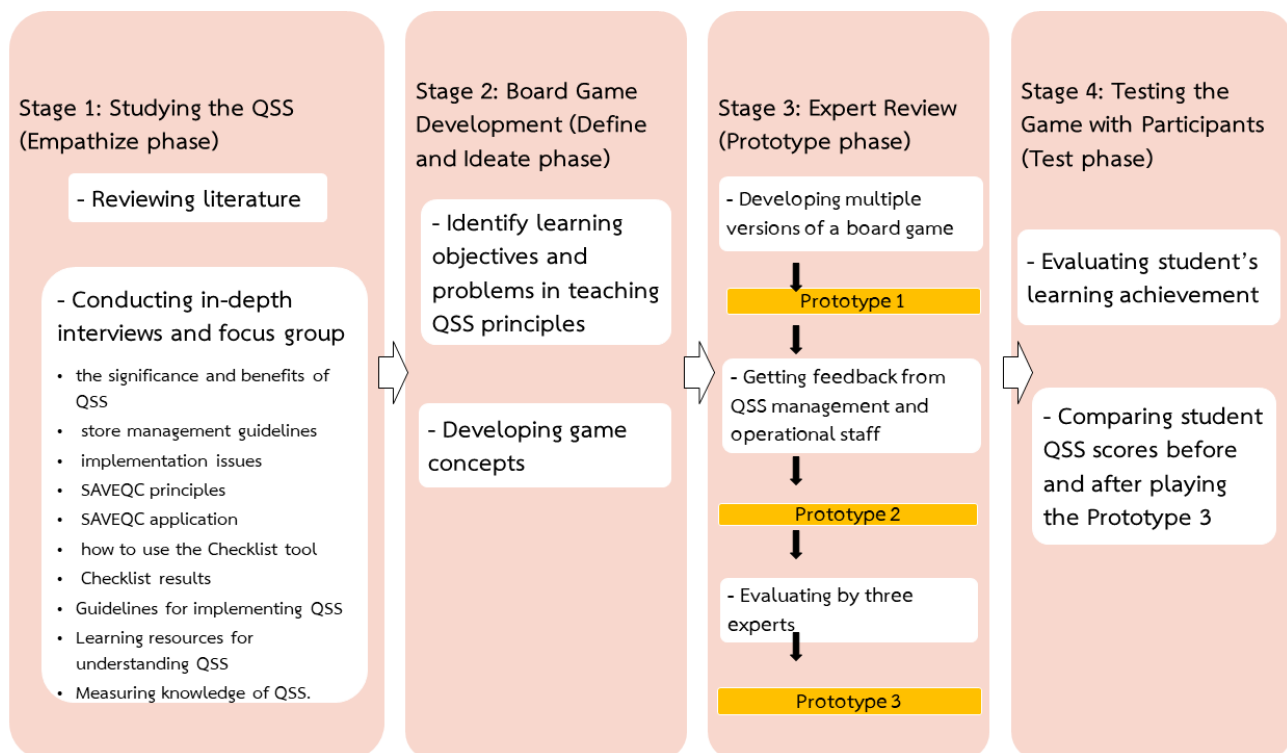 Stage 1: Studying the QSS
(Empathize phase)
- Reviewing literature
- Conducting in-depth
interviews and focus group
• the significance and benefits of
QSS
• store management guidelines
• implementation issues
• SAVEQC principles
• SAVEQC application
• how to use the Checklist tool
• Checklist results
• Guidelines for implementing QSS
• Learning resources for
understanding QSS
• Measuring knowledge of QSS.
Stage 2: Board Game
Development (Define
and Ideate phase)
- Identify learning
objectives and
problems in teaching
QSS principles
- Developing game
concepts
Stage 3: Expert Review
(Prototype phase)
- Developing multiple
versions of a board game
Prototype 1
- Getting feedback from
QSS management and
operational staff
Prototype 2
- Evaluating by three
experts
Prototype 3
Stage 4: Testing the
Game with Participants
(Test phase)
- Evaluating student’s
learning achievement
- Comparing student
QSS scores before
and after playing
the Prototype 3